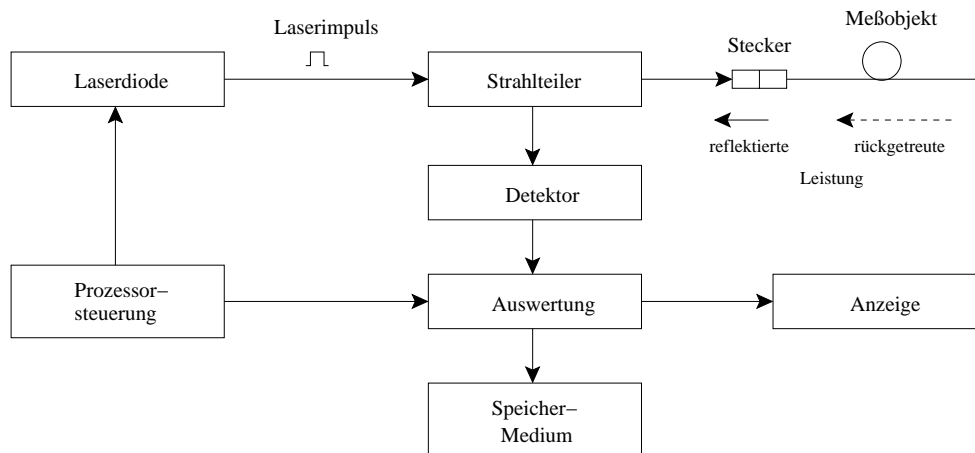 Meßobjekt
Laserimpuls
Stecker
Laserdiode
Strahlteiler
reflektierte
rückgetreute
Leistung
Detektor
Prozessor–
steuerung
Auswertung
Anzeige
Speicher–
Medium